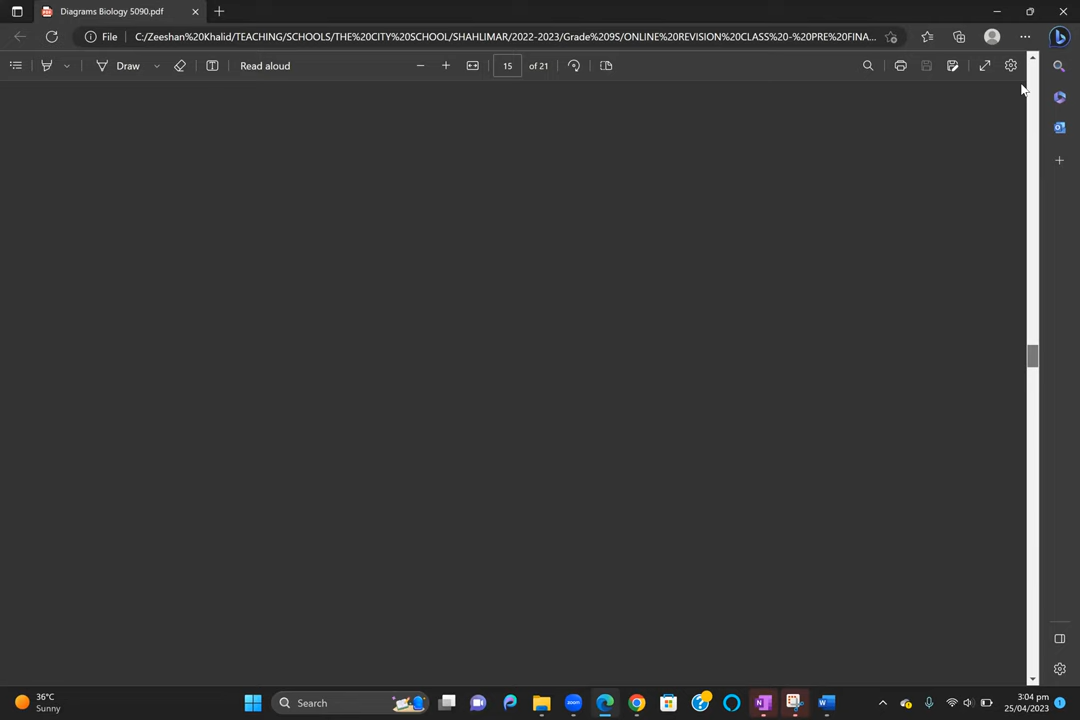 Diagrams Biology 5090.pdf
File
C:/Zeeshan%20Khalid/TEACHING/SCHOOLS/THE%20CITY%20SCHOOL/SHAHLIMAR/2022-2023/Grade%209S/ONLINE%20REVISION%20CLASS%20-%20PRE%20FINA...
Draw
Read aloud
15 of 21
36°C
Sunny
Search
3:04 pm
25/04/2023
1